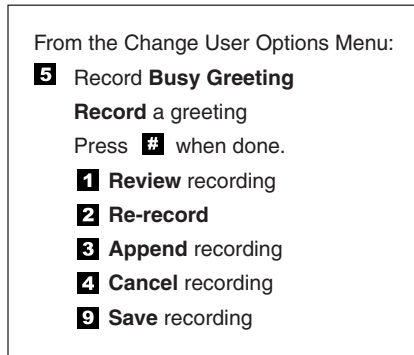 From the Change User Options Menu:
5 Record Busy Greeting
Record a greeting
Press # when done.
1 Review recording
2 Re-record
3 Append recording
4 Cancel recording
9 Save recording